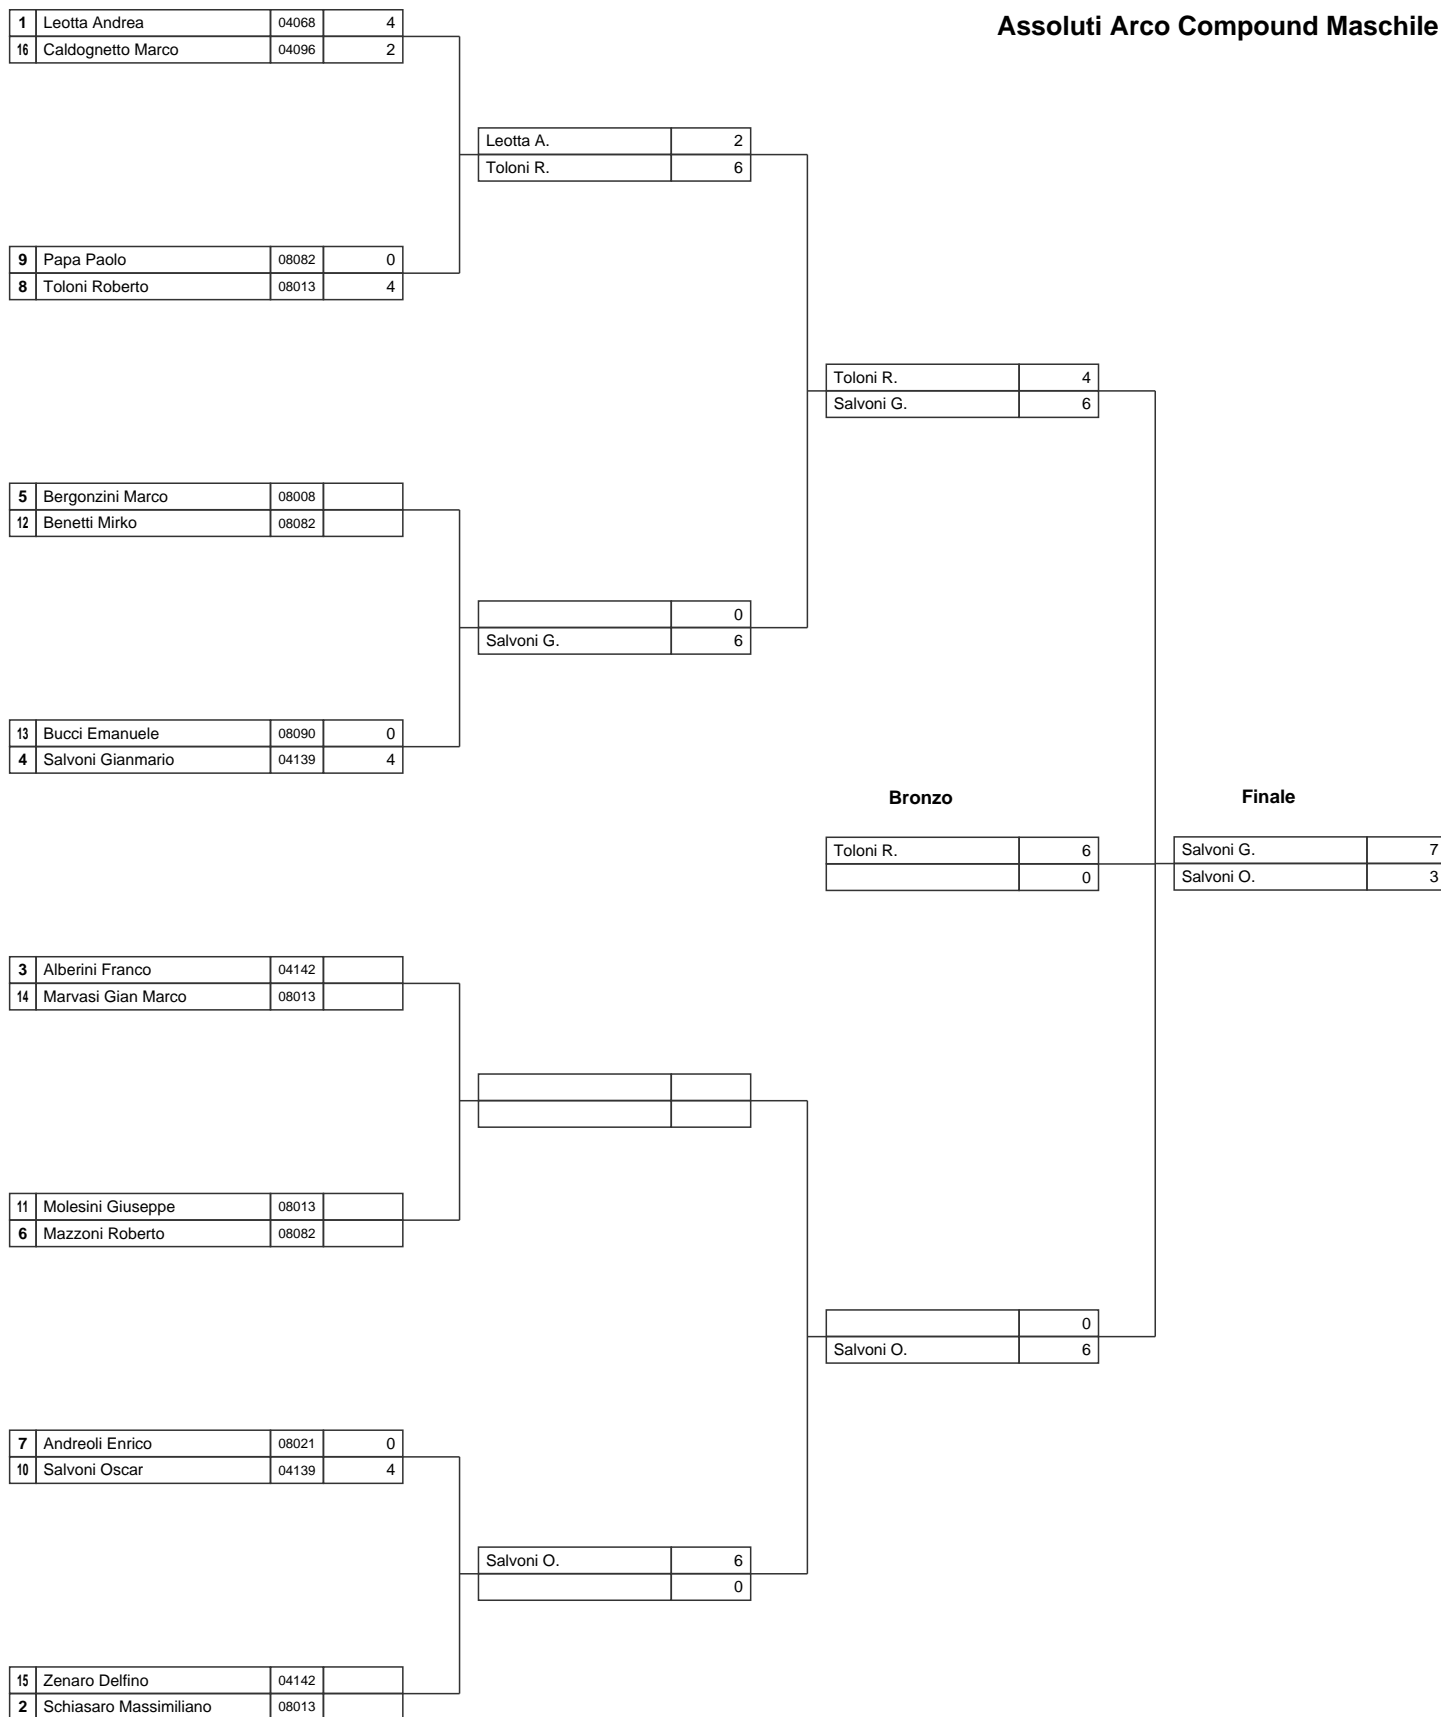 Assoluti Arco Compound Maschile
1 Leotta Andrea 04068 4
16 Caldognetto Marco 04096 2
Leotta A. 2
Toloni R. 6
9 Papa Paolo 08082 0
8 Toloni Roberto 08013 4
Toloni R. 4
Salvoni G. 6
5 Bergonzini Marco 08008
12 Benetti Mirko 08082
0
Salvoni G. 6
13 Bucci Emanuele 08090 0
4 Salvoni Gianmario 04139 4
Bronzo Finale
Toloni R. 6 Salvoni G. 7
0 Salvoni O. 3
3 Alberini Franco 04142
14 Marvasi Gian Marco 08013
11 Molesini Giuseppe 08013
6 Mazzoni Roberto 08082
0
Salvoni O. 6
7 Andreoli Enrico 08021 0
10 Salvoni Oscar 04139 4
Salvoni O. 6
0
15 Zenaro Delfino 04142
2 Schiasaro Massimiliano 08013